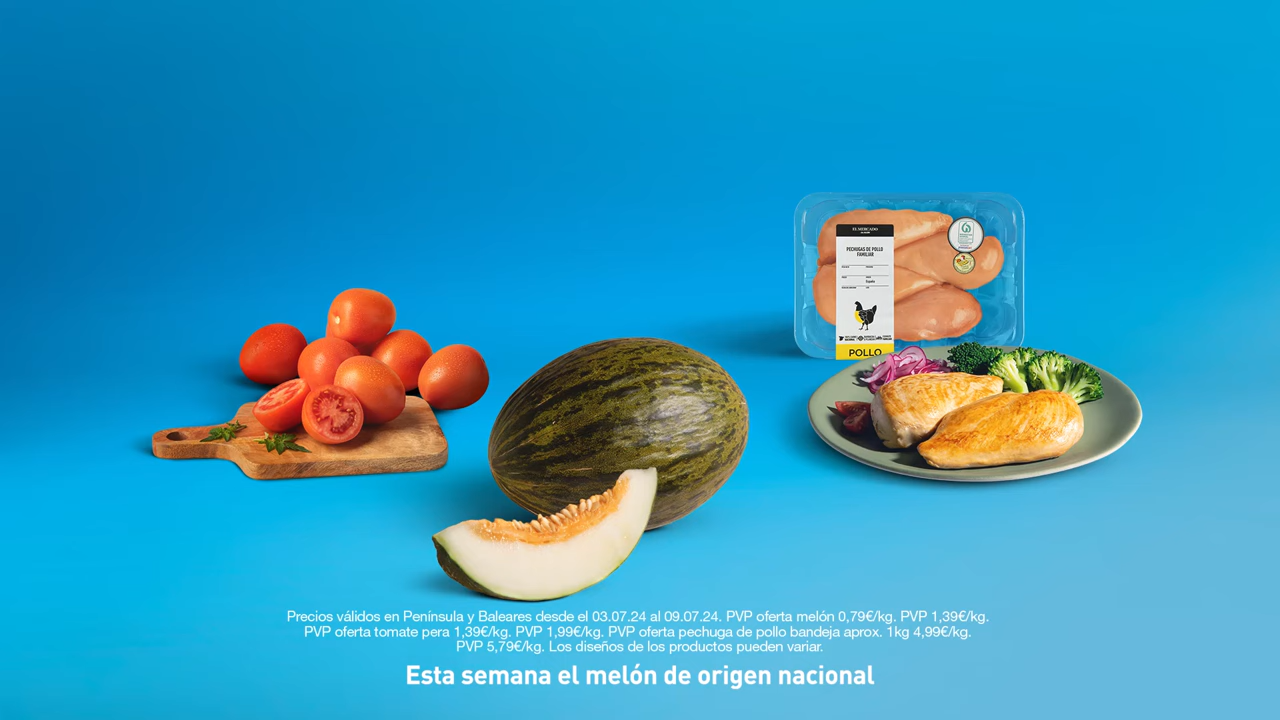 EL MERCADO
PECHUGAS DE POLLO
FAMILIAR
España
POLLO
Precios válidos en Península y Baleares desde el 03.07.24 al 09.07.24. PVP oferta melón 0,79€/kg. PVP 1,39€/kg.
PVP oferta tomate pera 1,39€/kg. PVP 1,99€/kg. PVP oferta pechuga de pollo bandeja aprox. 1kg 4,99€/kg.
PVP 5,79€/kg. Los diseños de los productos pueden variar.
Esta semana el melón de origen nacional